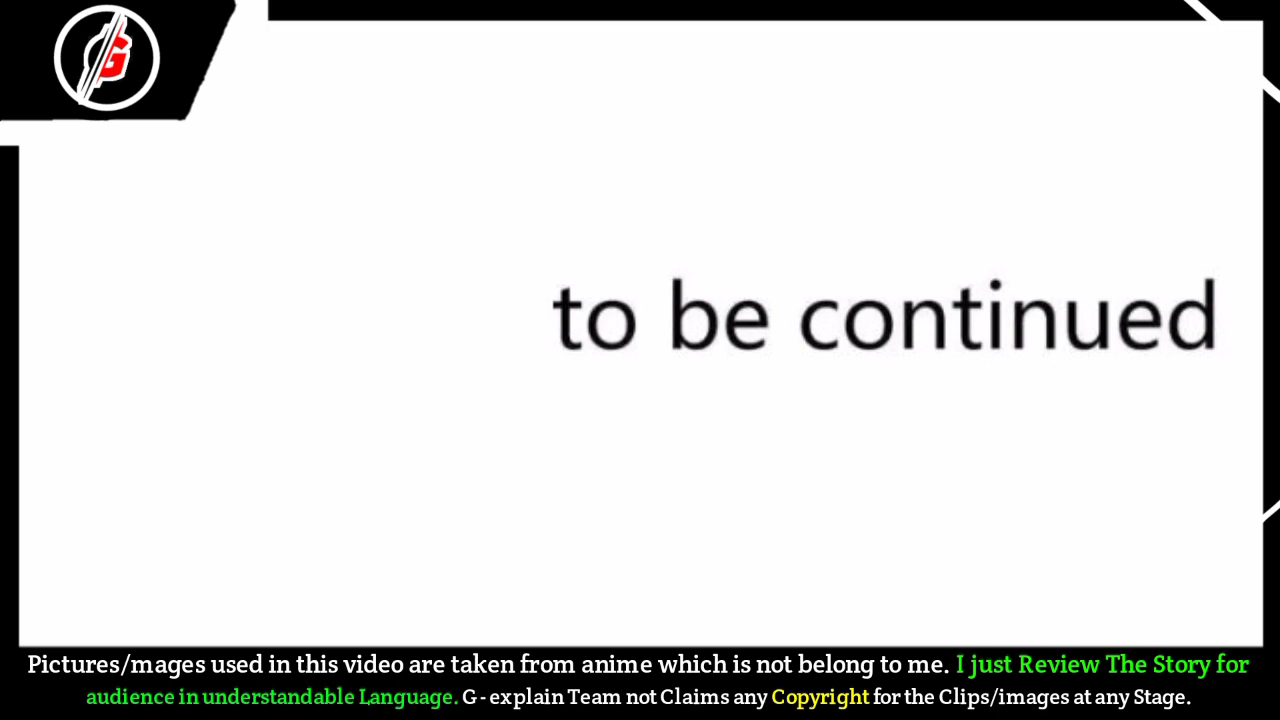 G
to be continued
Pictures/mages used in this video are taken from anime which is not belong to me. I just Review The Story for
audience in understandable Language. G - explain Team not Claims any Copyright for the Clips/images at any Stage.